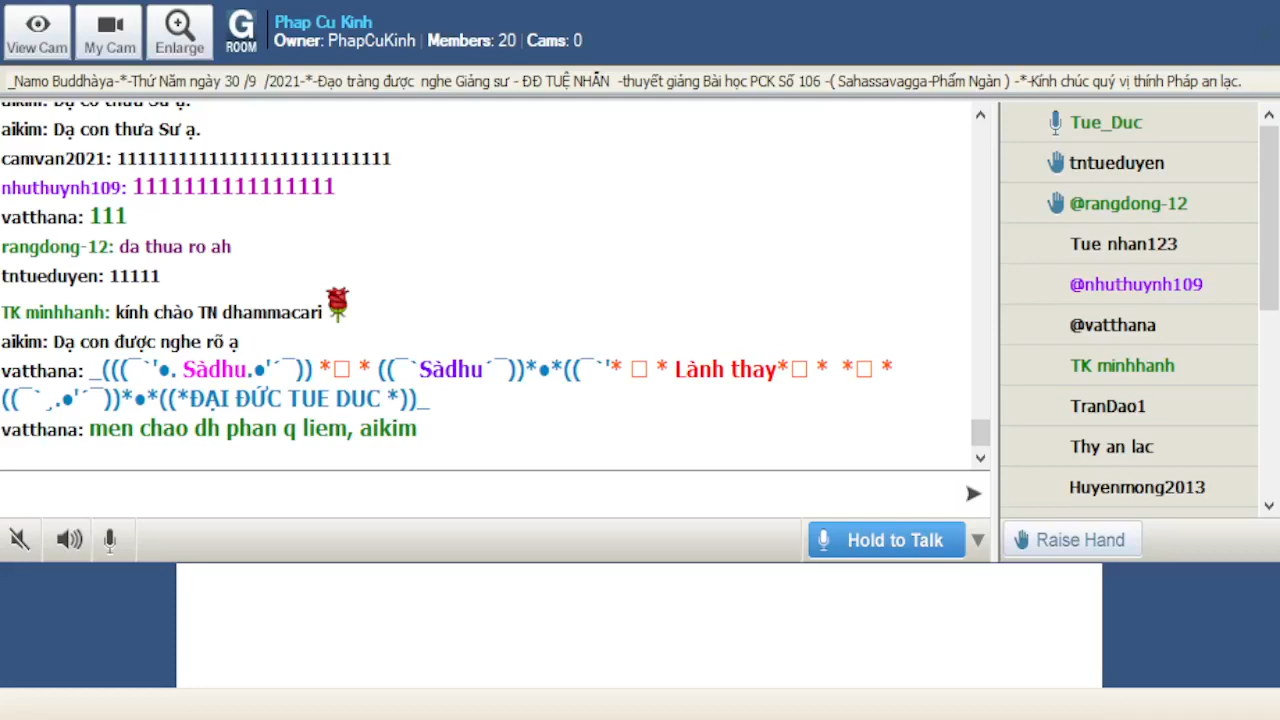 View Cam
My Cam
Enlarge
G
ROOM
Phap Cu Kinh
Owner: PhapCuKinh | Members: 20 | Cams: 0
_Namo Buddhàya-*-Thứ Năm ngày 30 /9 /2021-*-Đạo tràng được nghe Giảng sư - ĐĐ TUỆ NHẪN -thuyết giảng Bài học PCK Số 106 -( Sahassavagga-Phẩm Ngàn ) -*-Kính chúc quý vị thính Pháp an lạc.
aikim: Dạ con thưa Sư ạ.
camvan2021: 111111111111111111111111111
nhuthuynh109: 1111111111111111
vatthana: 111
rangdong-12: da thua ro ah
tntueduyen: 11111
TK minhhanh: kính chào TN dhammacari
aikim: Dạ con được nghe rõ ạ
vatthana: _(((¯`'●. Sàdhu.●'´¯)) *□ * ((¯`Sàdhu´¯))*●*((¯`'* □ * Lành thay*□ * *□ *
((¯`¸.●'´¯))*●*((*ĐẠI ĐỨC TUE DUC *))_
vatthana: men chao dh phan q liem, aikim
Hold to Talk
Tue_Duc
tntueduyen
@rangdong-12
Tue nhan123
@nhuthuynh109
@vatthana
TK minhhanh
TranDao1
Thy an lac
Huyenmong2013
Raise Hand